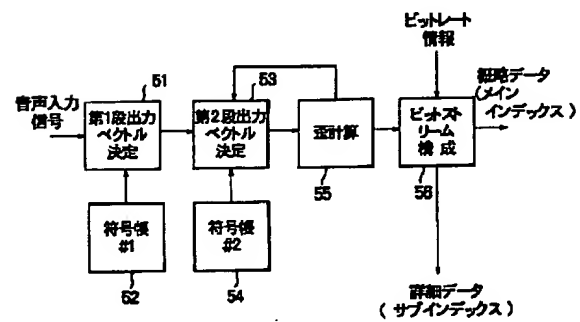 ビットレート
情報
音声入力
信号
51
第1段出力
ベクトル
決定
53
第2段出力
ベクトル
決定
歪計算
55
ビットスト
リーム
構成
56
粗略データ
(メイン
インデックス)
符号帳
#1
52
符号帳
#2
54
詳細データ
(サブインデックス)